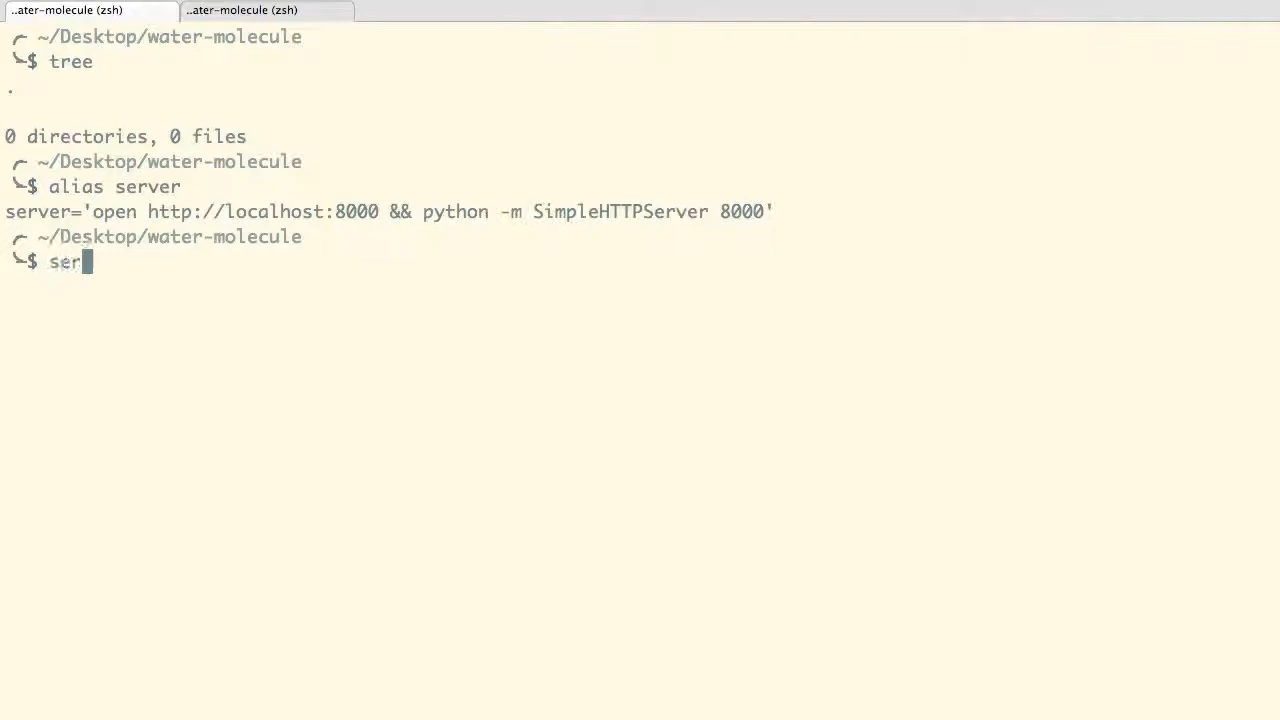 ..ater-molecule (zsh) ..ater-molecule (zsh)
~/Desktop/water-molecule
$ tree
.
0 directories, 0 files
~/Desktop/water-molecule
$ alias server
server='open http://localhost:8000 && python -m SimpleHTTPServer 8000'
~/Desktop/water-molecule
$ ser